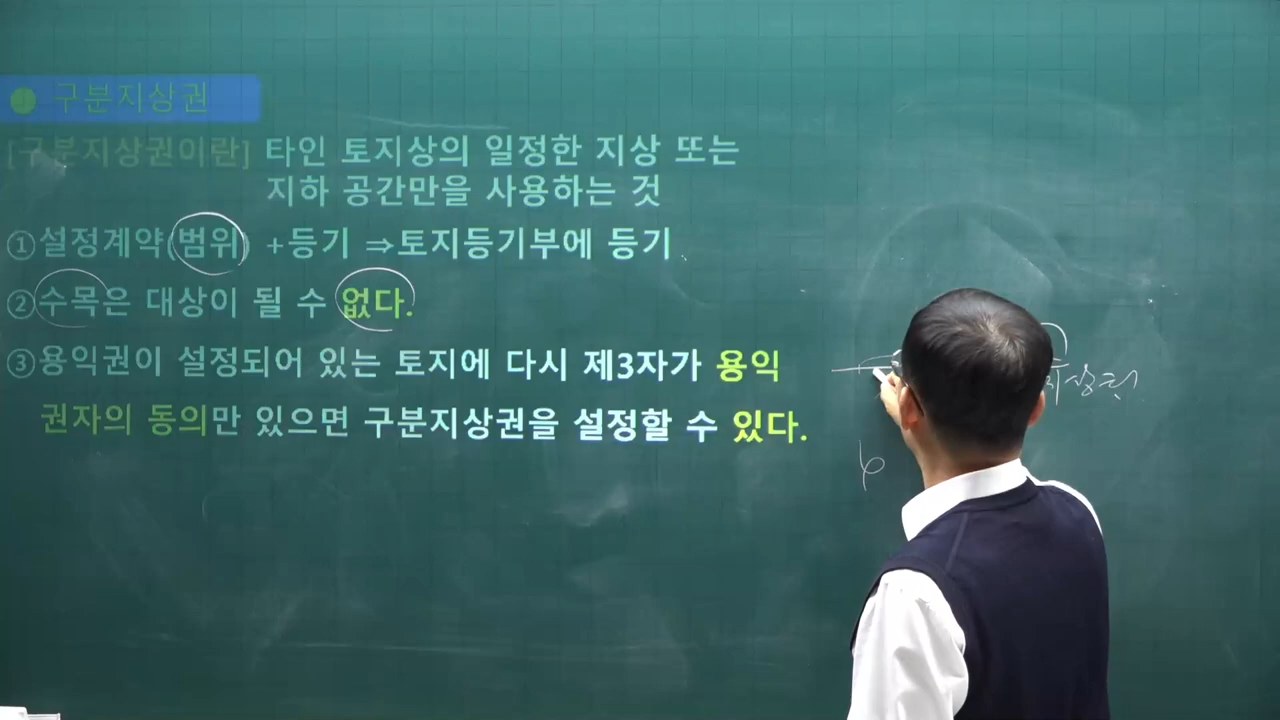 ● 구분지상권
[구분지상권이란] 타인 토지상의 일정한 지상 또는
지하 공간만을 사용하는 것
①설정계약(범위) +등기 ⇒토지등기부에 등기
②수목은 대상이 될 수 없다.
③용익권이 설정되어 있는 토지에 다시 제3자가 용익
권자의 동의만 있으면 구분지상권을 설정할 수 있다.
지상권